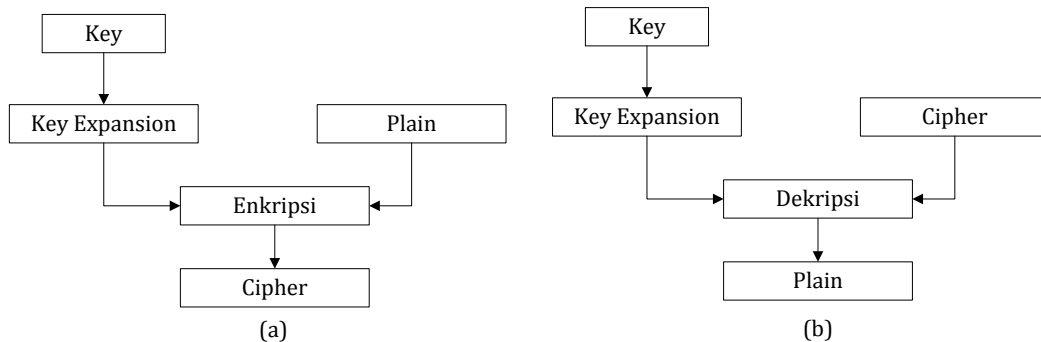 Key
Key Expansion
Plain
Enkripsi
Cipher
(a)
Key
Key Expansion
Cipher
Dekripsi
Plain
(b)